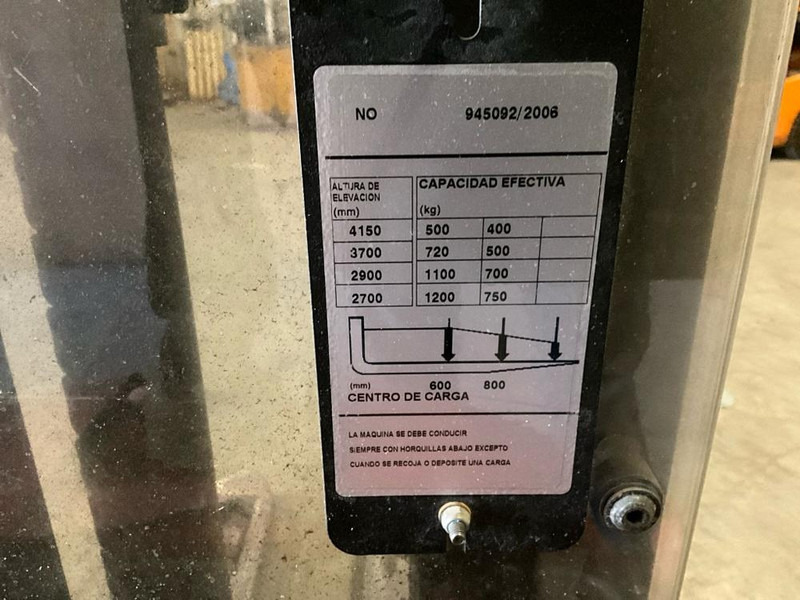 NO 945092/2006
ALTURA DE CAPACIDAD EFECTIVA
ELEVACION
(mm) (kg)
4150 500 400
3700 720 500
2900 1100 700
2700 1200 750
(mm) 600 800
CENTRO DE CARGA
LA MAQUINA SE DEBE CONDUCIR
SIEMPRE CON HORQUILLAS ABAJO EXCEPTO
CUANDO SE RECOJA O DEPOSITE UNA CARGA